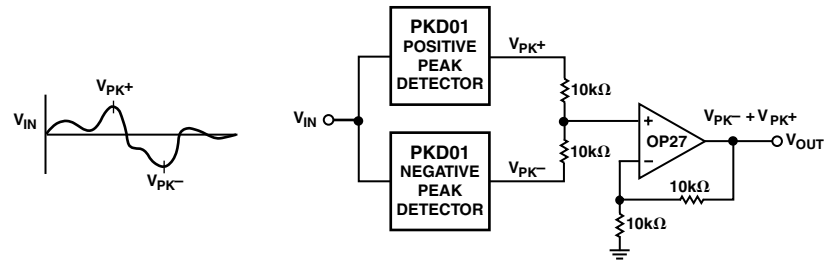 V_IN
V_PK+
V_PK−
V_IN
PKD01
POSITIVE
PEAK
DETECTOR
V_PK+
10kΩ
PKD01
NEGATIVE
PEAK
DETECTOR
V_PK−
10kΩ
+
OP27
−
V_PK− + V_PK+
V_OUT
10kΩ
10kΩ